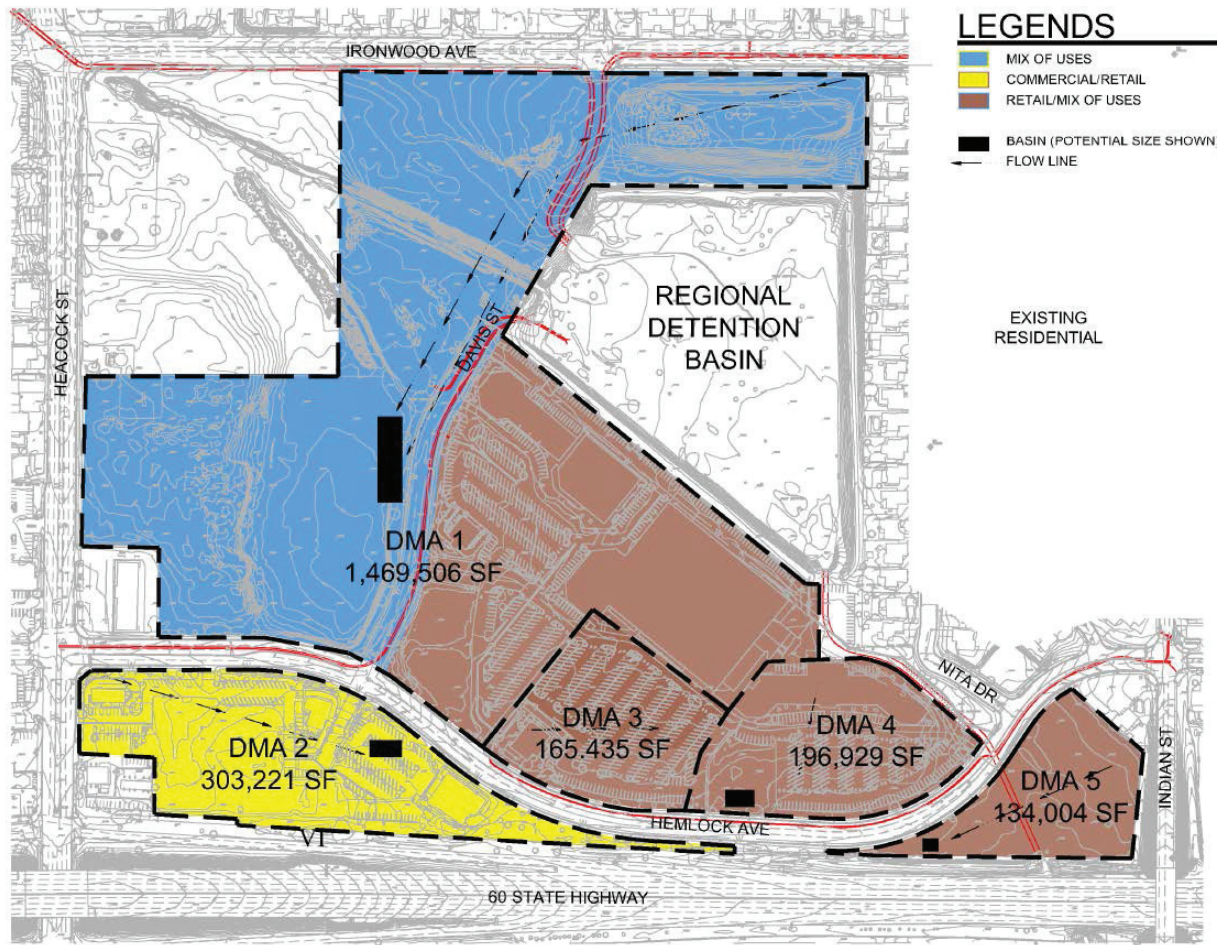 LEGENDS
MIX OF USES
COMMERCIAL/RETAIL
RETAIL/MIX OF USES
BASIN (POTENTIAL SIZE SHOWN)
FLOW LINE
IRONWOOD AVE
HEACOCK ST
REGIONAL
DETENTION
BASIN
EXISTING
RESIDENTIAL
DAVIS ST
DMA 1
1,469,506 SF
NITA DR
DMA 2
303,221 SF
DMA 3
165.435 SF
DMA 4
196,929 SF
DMA 5
134,004 SF
INDIAN ST
HEMLOCK AVE
VI
60 STATE HIGHWAY